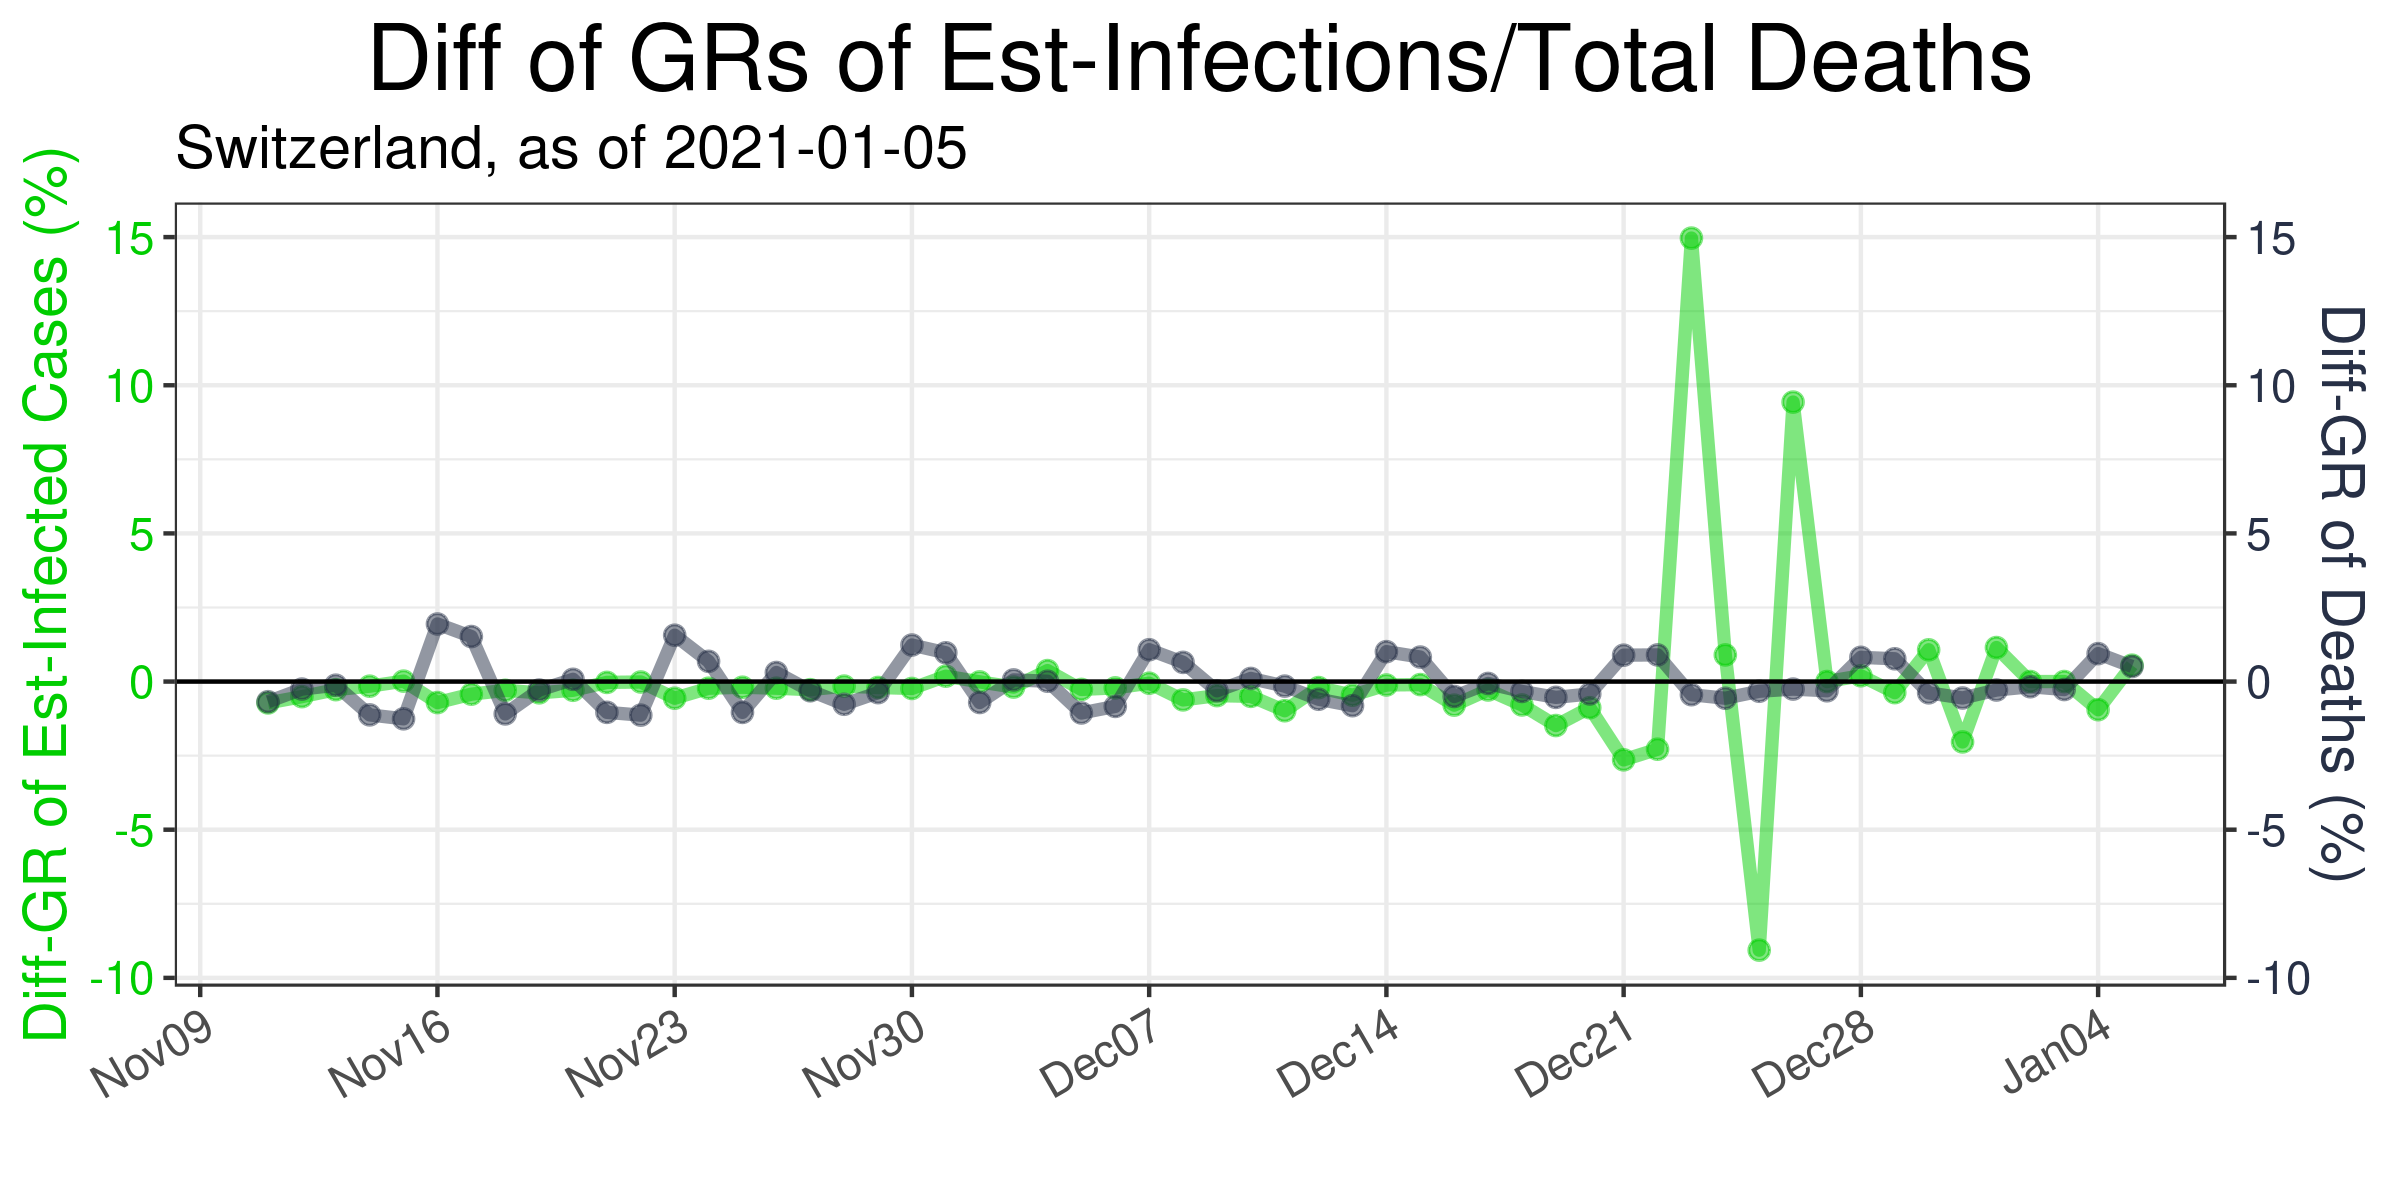 Diff of GRs of Est-Infections/Total Deaths
Switzerland, as of 2021-01-05
Diff-GR of Est-Infected Cases (%)
15
10
5
0
-5
-10
15
10
5
0
-5
-10
Diff-GR of Deaths (%)
Nov09
Nov16
Nov23
Nov30
Dec07
Dec14
Dec21
Dec28
Jan04